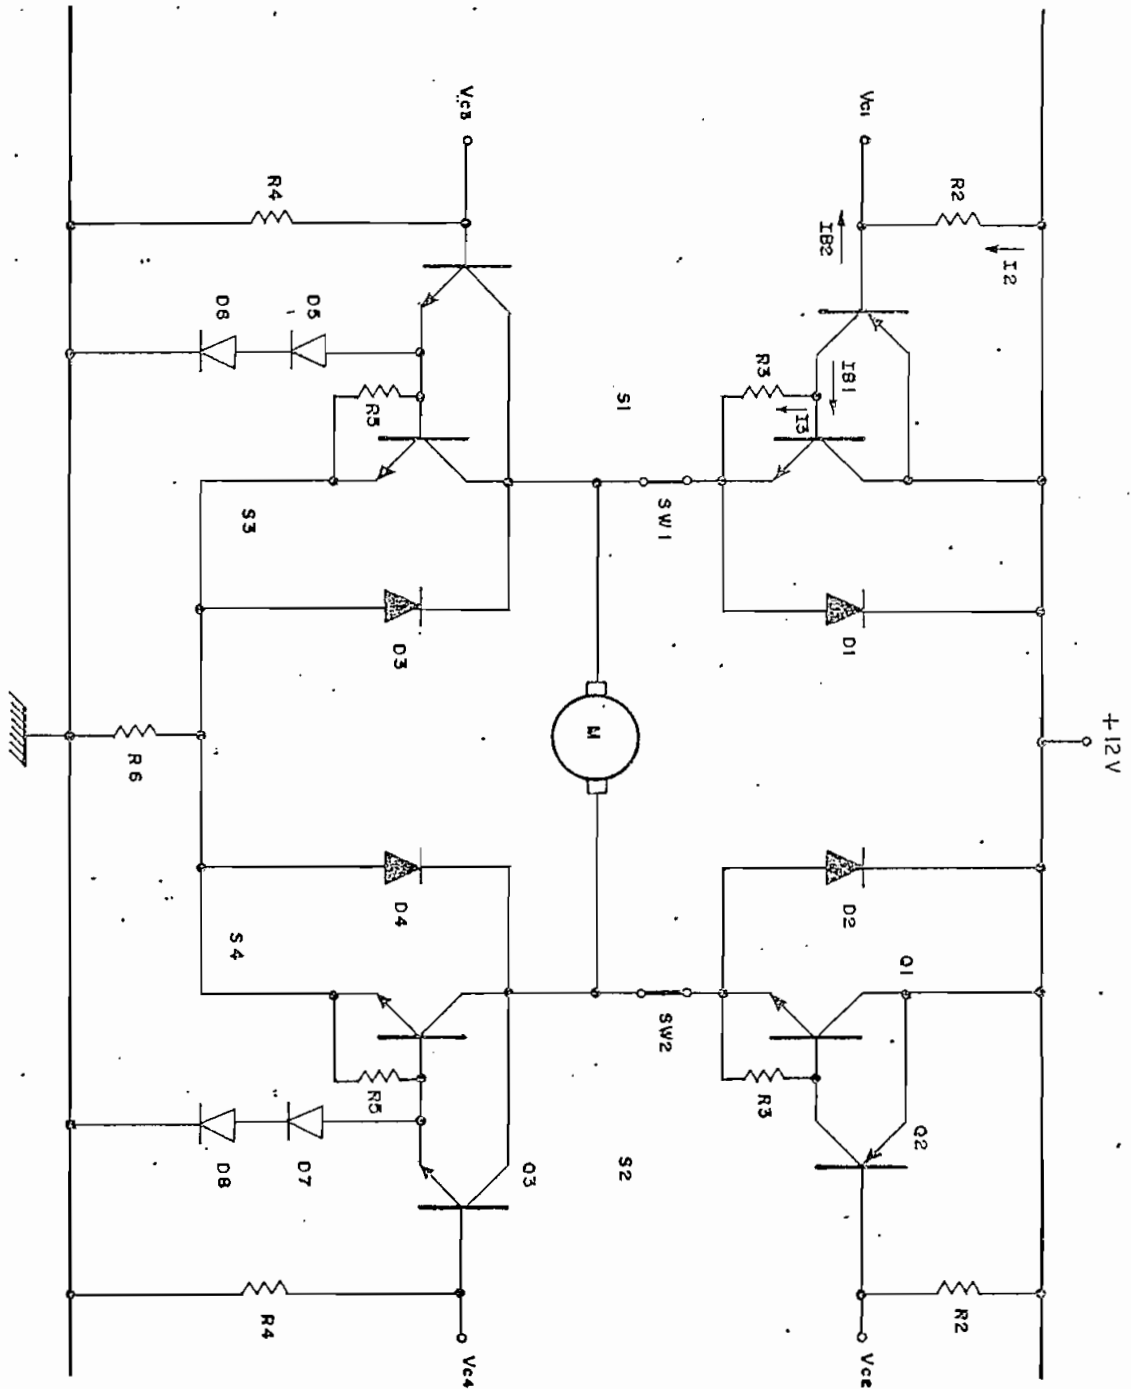 +12V
R2
I2
R2
Vc1
IB2
D1
D2
Q1
Q2
Vc2
IB1
R3
I3
R3
SW1
SW2
S1
S2
M
Q3
Vc3
Vc4
D3
D4
R5
R5
D5
D7
R4
R4
S3
S4
D6
D8
R6